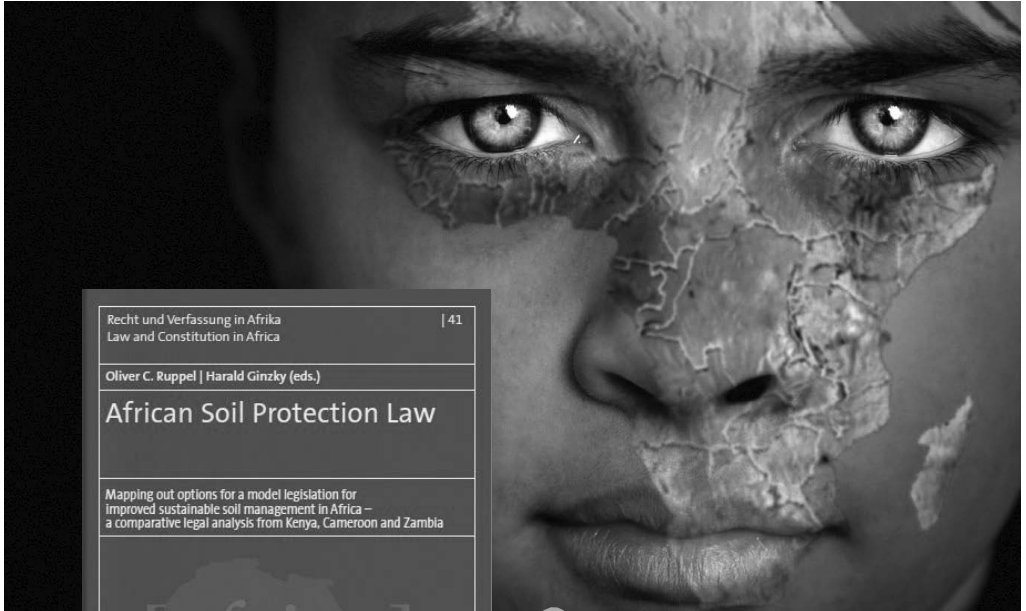 Recht und Verfassung in Afrika | 41
Law and Constitution in Africa
Oliver C. Ruppel | Harald Ginzky (eds.)
African Soil Protection Law
Mapping out options for a model legislation for
improved sustainable soil management in Africa –
a comparative legal analysis from Kenya, Cameroon and Zambia